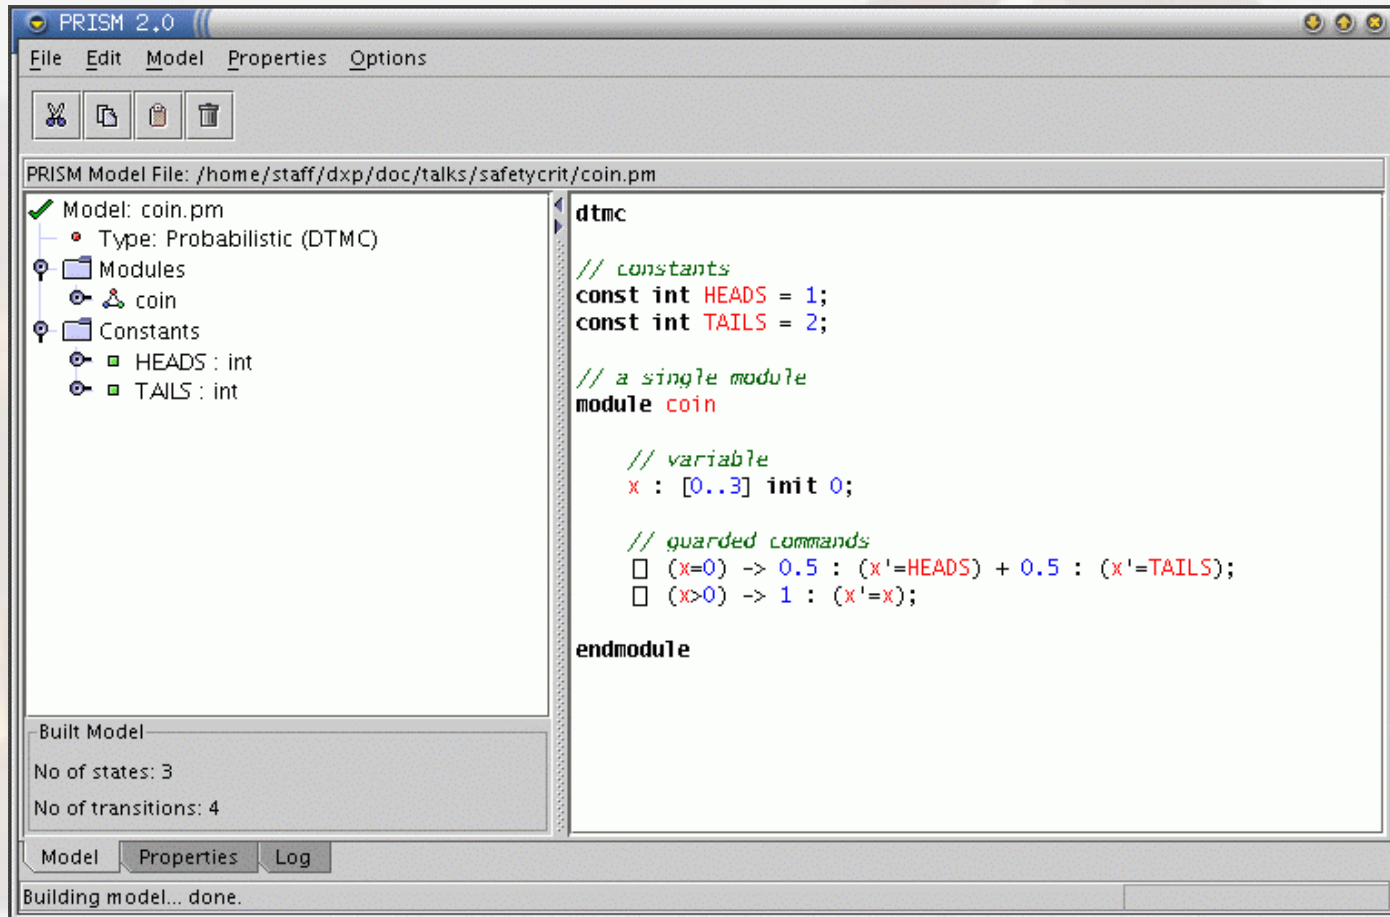 PRISM 2.0
File Edit Model Properties Options
PRISM Model File: /home/staff/dxp/doc/talks/safetycrit/coin.pm
Model: coin.pm
Type: Probabilistic (DTMC)
Modules
coin
Constants
HEADS : int
TAILS : int
Built Model
No of states: 3
No of transitions: 4
dtmc
// constants
const int HEADS = 1;
const int TAILS = 2;
// a single module
module coin
// variable
x : [0..3] init 0;
// guarded commands
[] (x=0) -> 0.5 : (x'=HEADS) + 0.5 : (x'=TAILS);
[] (x>0) -> 1 : (x'=x);
endmodule
Model Properties Log
Building model... done.